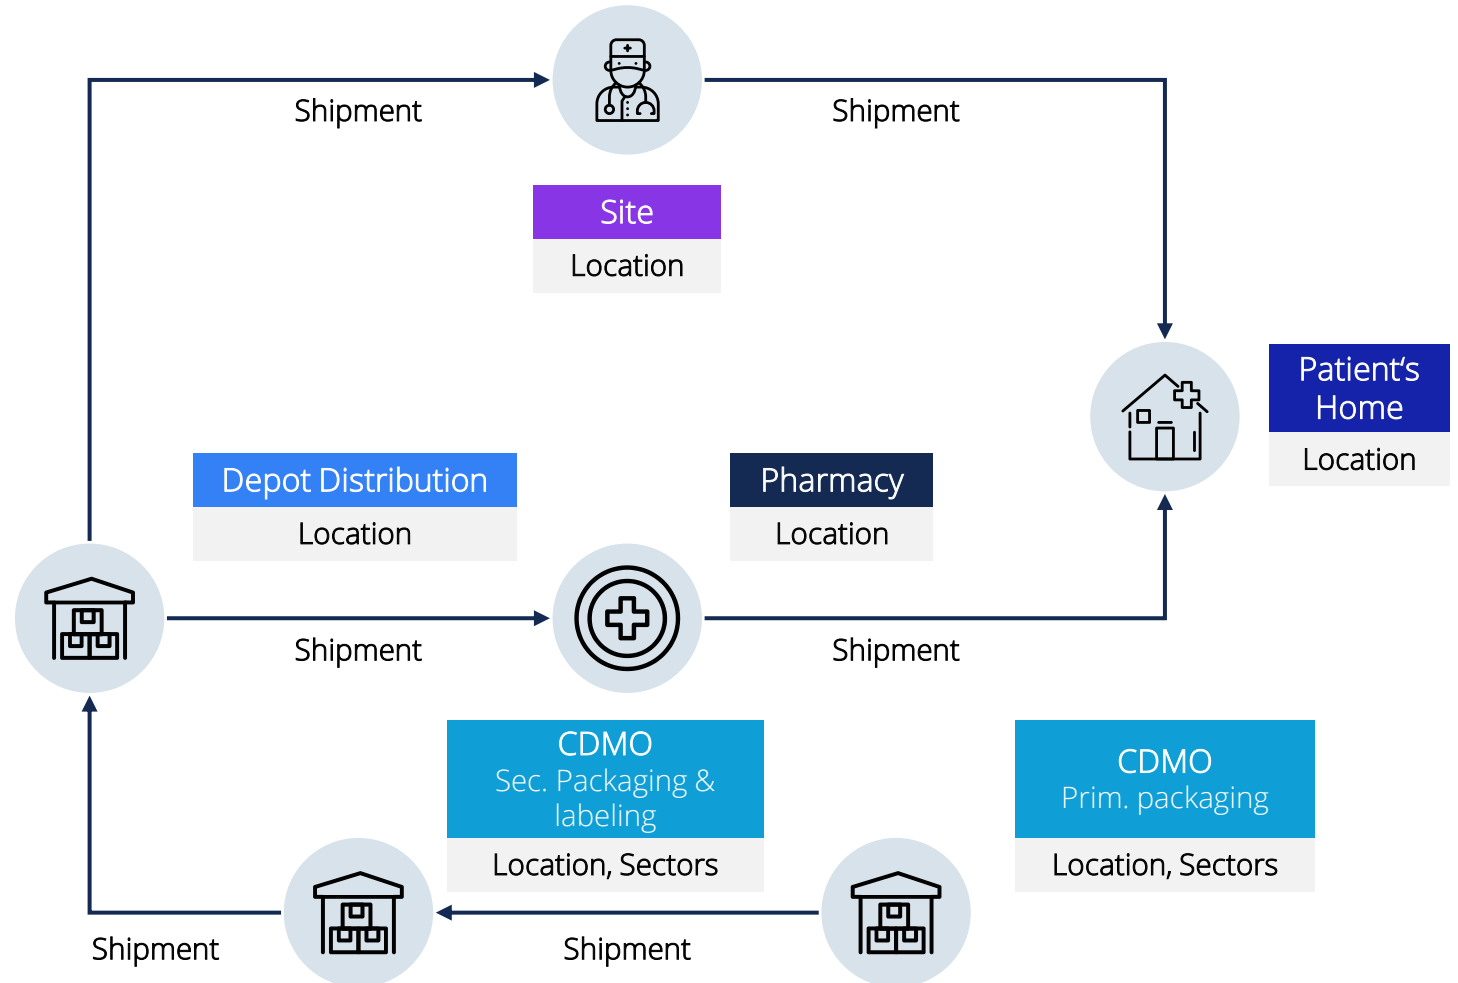 Shipment
Shipment
Site
Location
Patient‘s
Home
Location
Depot Distribution
Location
Pharmacy
Location
Shipment
Shipment
CDMO
Sec. Packaging &
labeling
Location, Sectors
CDMO
Prim. packaging
Location, Sectors
Shipment
Shipment